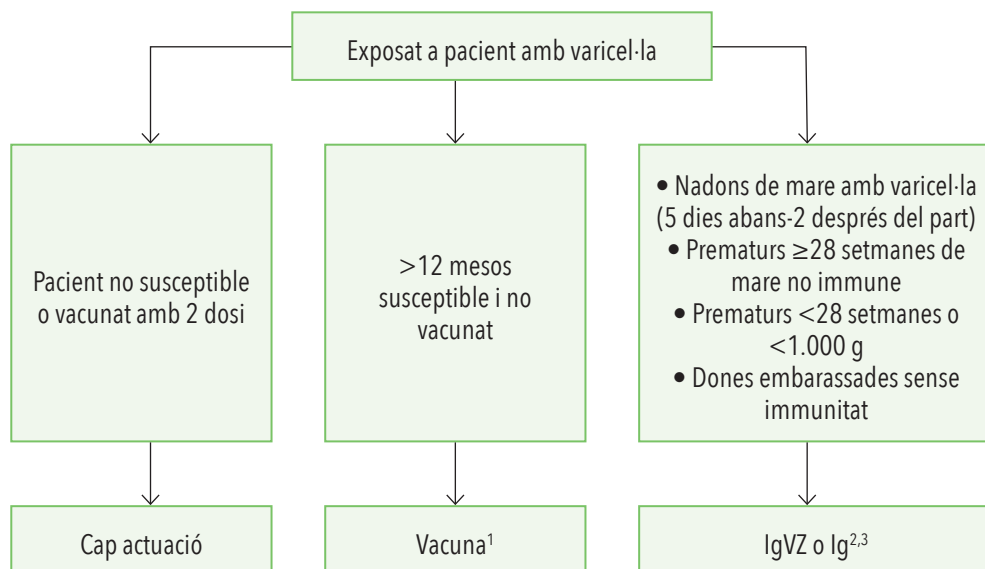 Exposat a pacient amb varicel·la
Pacient no susceptible
o vacunat amb 2 dosi
>12 mesos
susceptible i no
vacunat
• Nadons de mare amb varicel·la
(5 dies abans-2 després del part)
• Prematurs ≥28 setmanes de
mare no immune
• Prematurs <28 setmanes o
<1.000 g
• Dones embarassades sense
immunitat
Cap actuació
Vacuna¹
IgVZ o Ig²,³